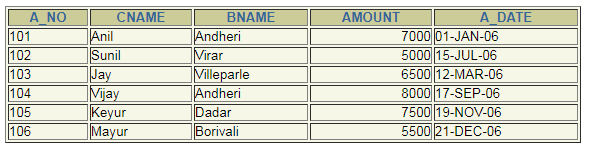 A_NO CNAME BNAME AMOUNT A_DATE
101 Anil Andheri 7000 01-JAN-06
102 Sunil Virar 5000 15-JUL-06
103 Jay Villeparle 6500 12-MAR-06
104 Vijay Andheri 8000 17-SEP-06
105 Keyur Dadar 7500 19-NOV-06
106 Mayur Borivali 5500 21-DEC-06